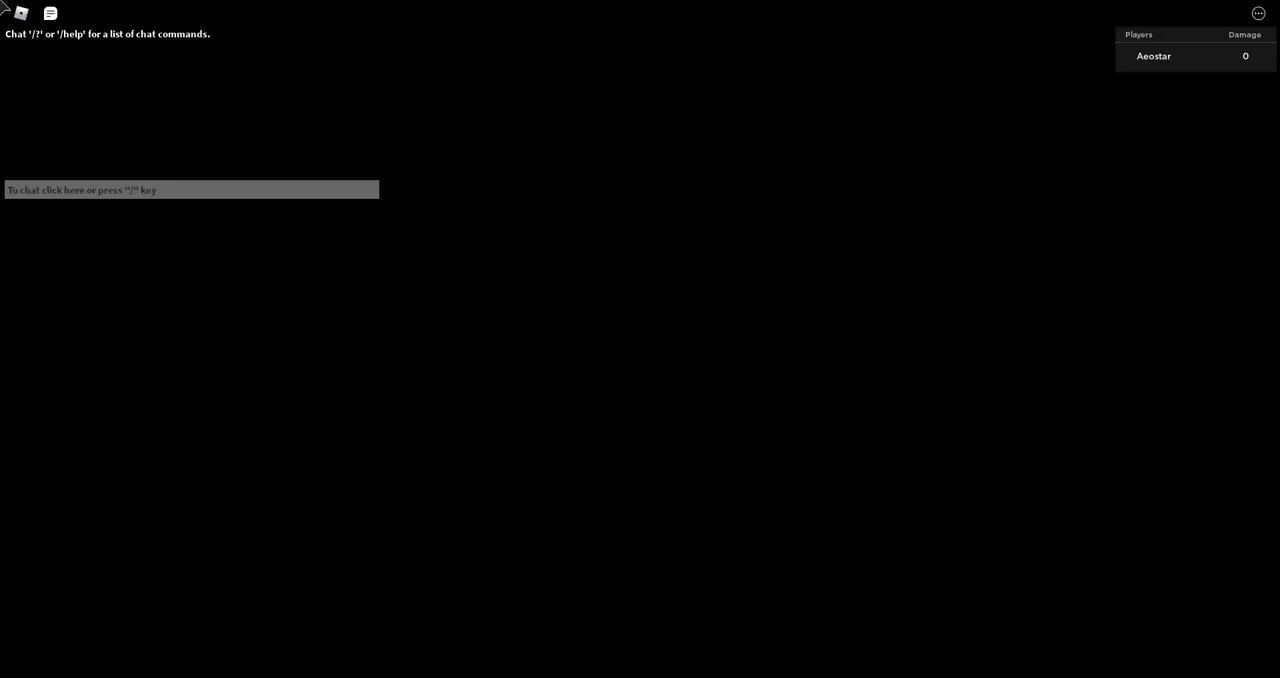 Chat '/?' or '/help' for a list of chat commands.
Players Damage
Aeostar 0
To chat click here or press "/" key